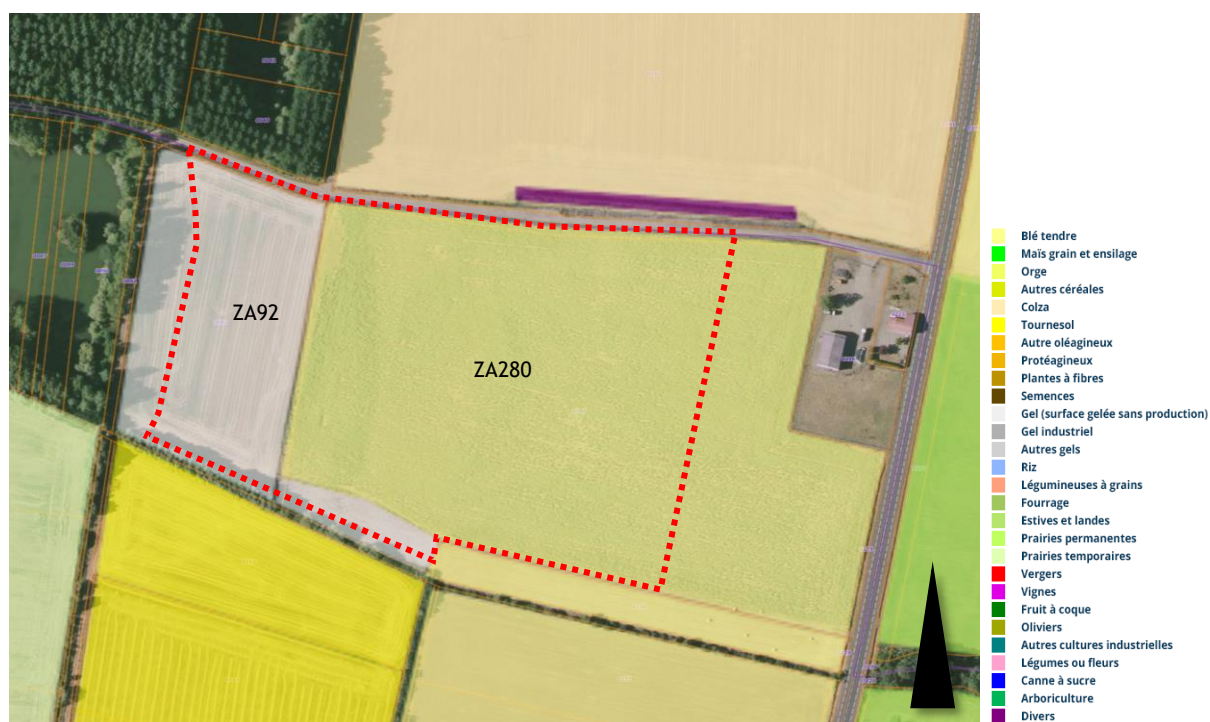 ZA92
ZA280
Blé tendre
Maïs grain et ensilage
Orge
Autres céréales
Colza
Tournesol
Autre oléagineux
Protéagineux
Plantes à fibres
Semences
Gel (surface gelée sans production)
Gel industriel
Autres gels
Riz
Légumineuses à grains
Fourrage
Estives et landes
Prairies permanentes
Prairies temporaires
Vergers
Vignes
Fruit à coque
Oliviers
Autres cultures industrielles
Légumes ou fleurs
Canne à sucre
Arboriculture
Divers